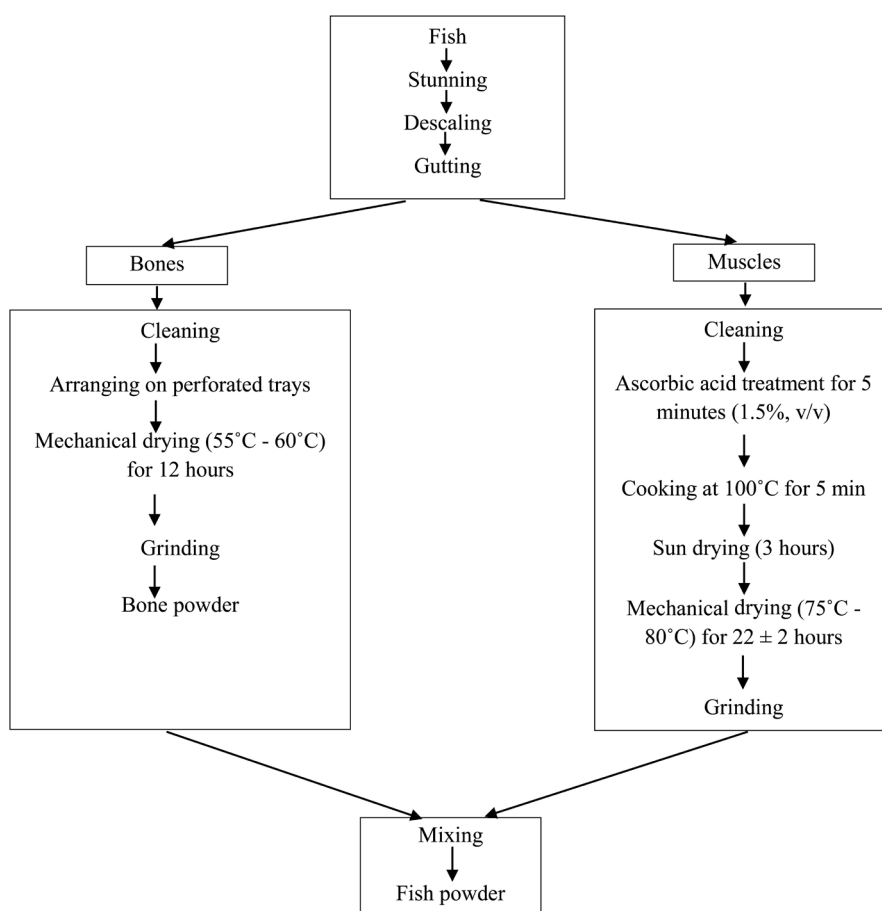 Fish
Stunning
Descaling
Gutting
Bones
Cleaning
Arranging on perforated trays
Mechanical drying (55˚C - 60˚C)
for 12 hours
Grinding
Bone powder
Muscles
Cleaning
Ascorbic acid treatment for 5
minutes (1.5%, v/v)
Cooking at 100˚C for 5 min
Sun drying (3 hours)
Mechanical drying (75˚C -
80˚C) for 22 ± 2 hours
Grinding
Mixing
Fish powder